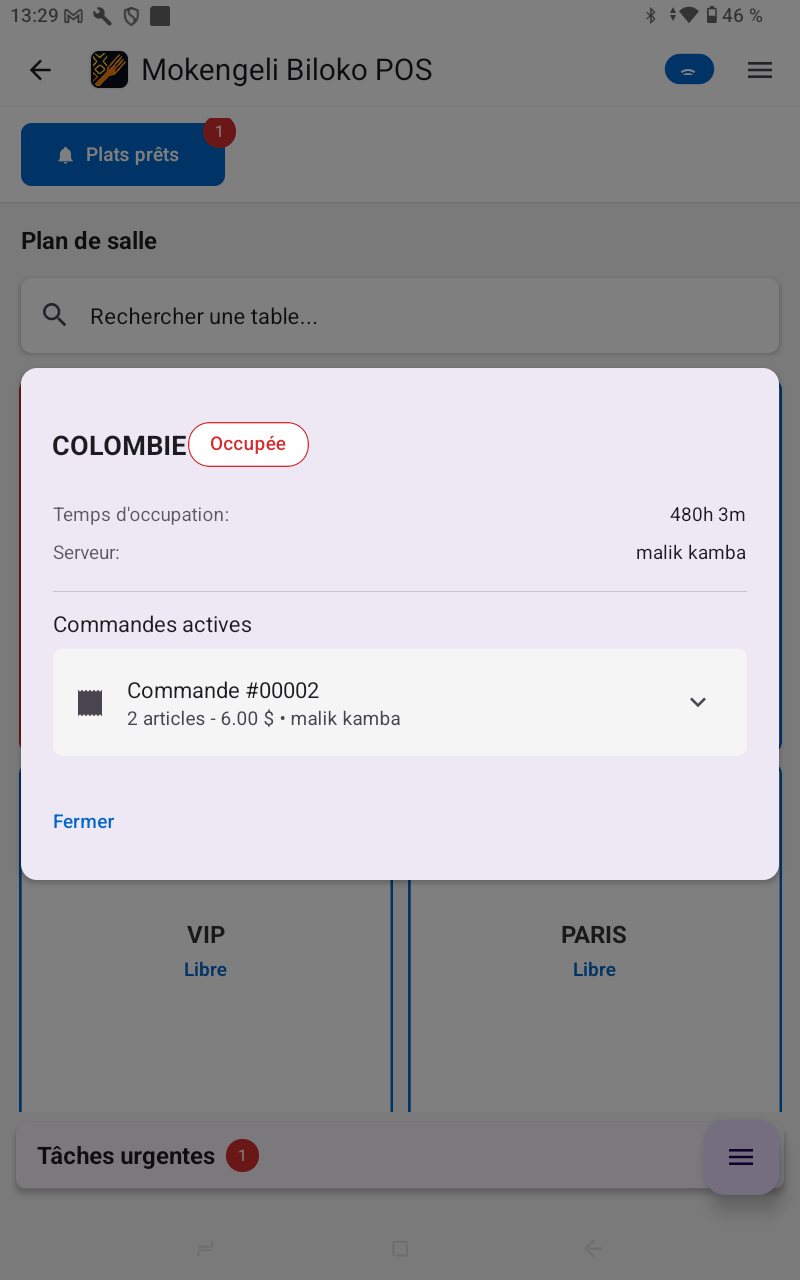 13:29
46 %
Mokengeli Biloko POS
Plats prêts
1
Plan de salle
Rechercher une table...
COLOMBIE
Occupée
Temps d'occupation:
480h 3m
Serveur:
malik kamba
Commandes actives
Commande #00002
2 articles - 6.00 $ • malik kamba
Fermer
VIP
PARIS
Libre
Libre
Tâches urgentes
1